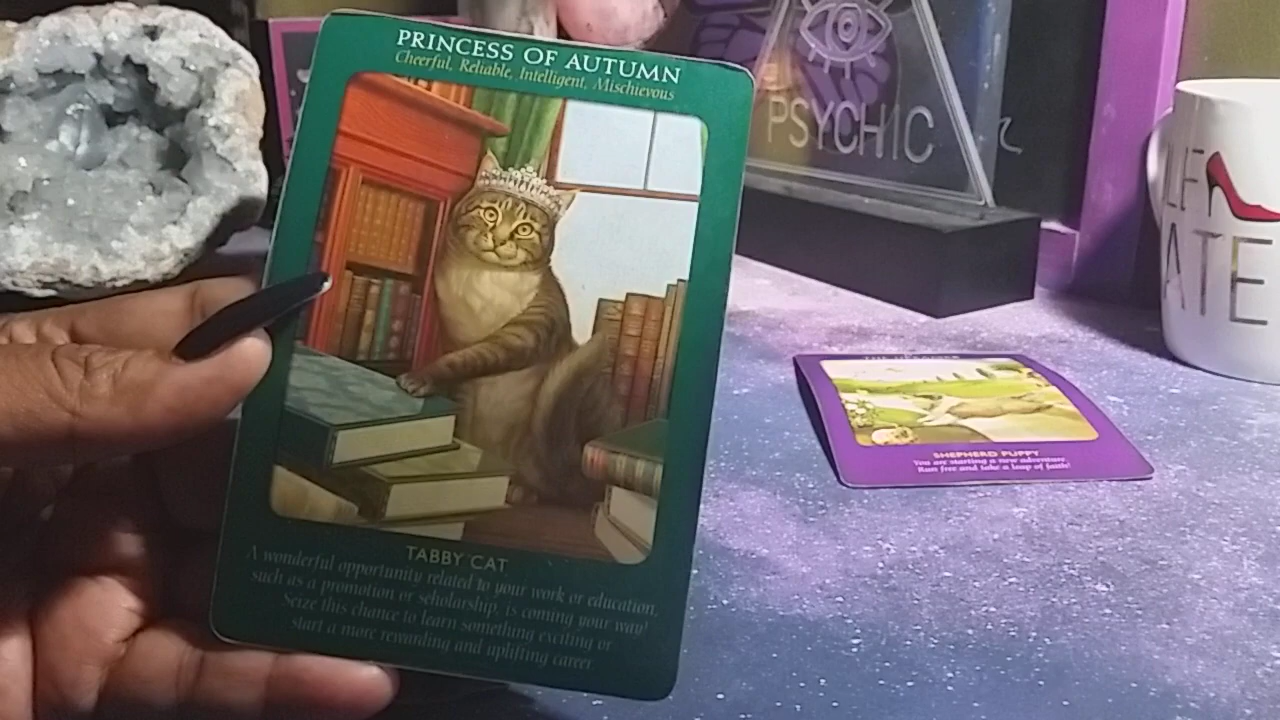 PRINCESS OF AUTUMN
Cheerful, Reliable, Intelligent, Mischievous
TABBY CAT
A wonderful opportunity related to your work or education,
such as a promotion or scholarship, is coming your way!
Seize this chance to learn something exciting or
start a more rewarding and uplifting career.
PSYCHIC
SHEPHERD PUPPY
You are starting a new adventure.
Run free and take a leap of faith!
ATE